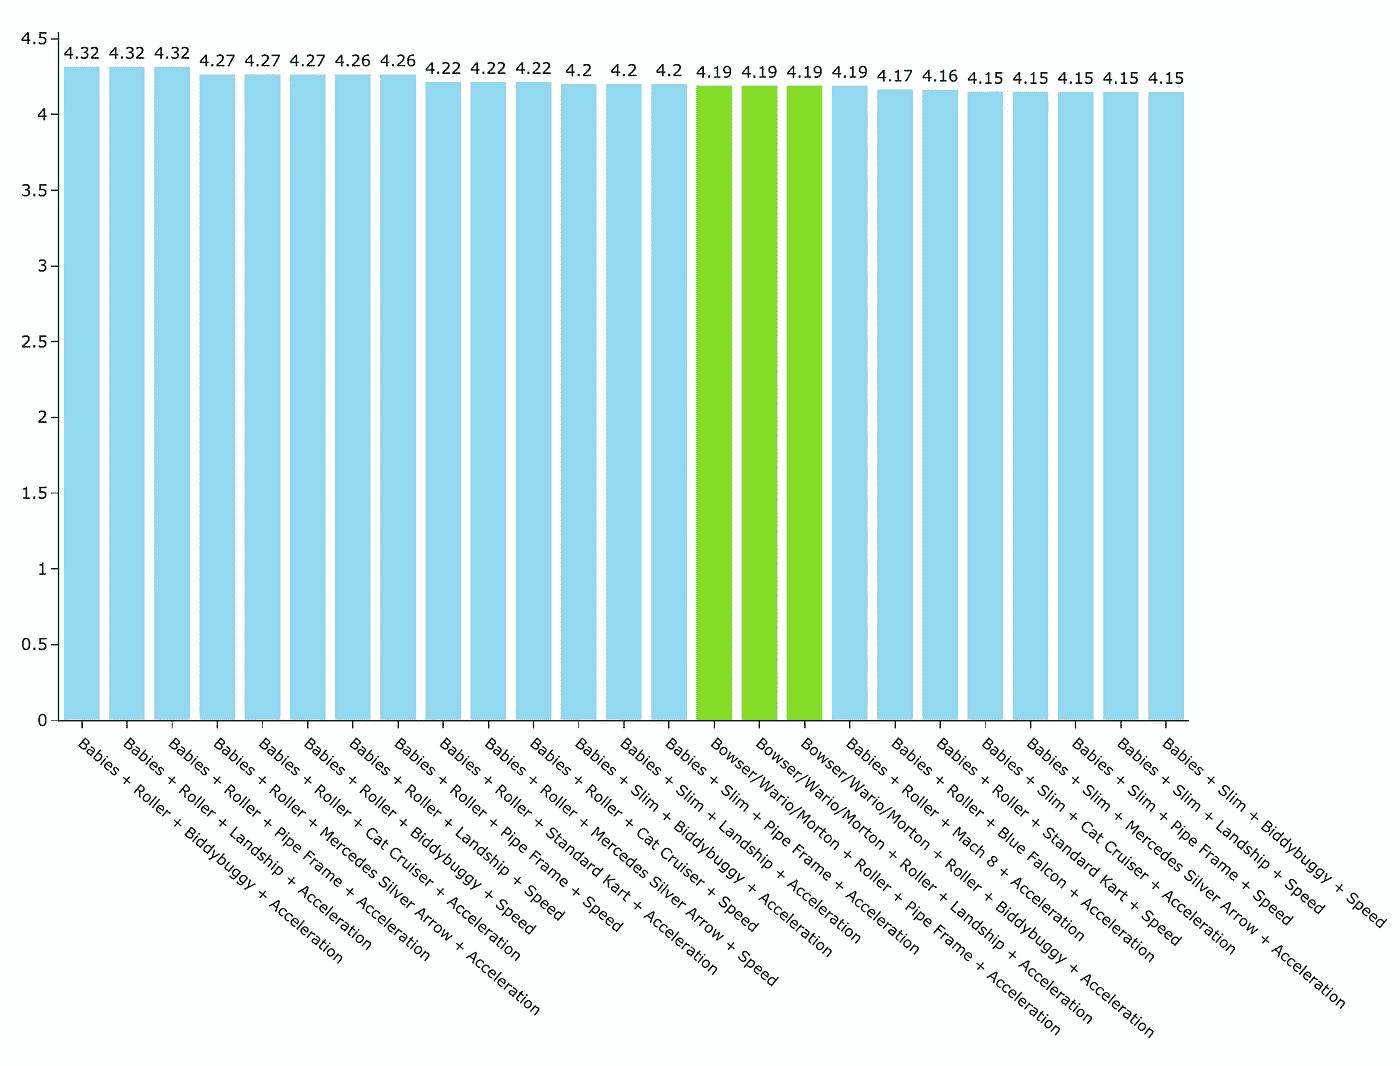 4.5
4
3.5
3
2.5
2
1.5
1
0.5
0
4.32
4.32
4.32
4.27
4.27
4.27
4.26
4.26
4.22
4.22
4.22
4.2
4.2
4.2
4.19
4.19
4.19
4.19
4.17
4.16
4.15
4.15
4.15
4.15
4.15
Babies + Roller + Biddybuggy + Acceleration
Babies + Roller + Landship + Acceleration
Babies + Roller + Pipe Frame + Acceleration
Babies + Roller + Mercedes Silver Arrow + Acceleration
Babies + Roller + Cat Cruiser + Acceleration
Babies + Roller + Biddybuggy + Speed
Babies + Roller + Landship + Speed
Babies + Roller + Pipe Frame + Speed
Babies + Roller + Standard Kart + Acceleration
Babies + Roller + Mercedes Silver Arrow + Speed
Babies + Roller + Cat Cruiser + Speed
Babies + Slim + Biddybuggy + Acceleration
Babies + Slim + Landship + Acceleration
Babies + Slim + Pipe Frame + Acceleration
Bowser/Wario/Morton + Roller + Pipe Frame + Acceleration
Bowser/Wario/Morton + Roller + Landship + Acceleration
Bowser/Wario/Morton + Roller + Biddybuggy + Acceleration
Babies + Roller + Mach 8 + Acceleration
Babies + Roller + Blue Falcon + Acceleration
Babies + Roller + Standard Kart + Speed
Babies + Slim + Cat Cruiser + Acceleration
Babies + Slim + Mercedes Silver Arrow + Acceleration
Babies + Slim + Pipe Frame + Speed
Babies + Slim + Landship + Speed
Babies + Slim + Biddybuggy + Speed